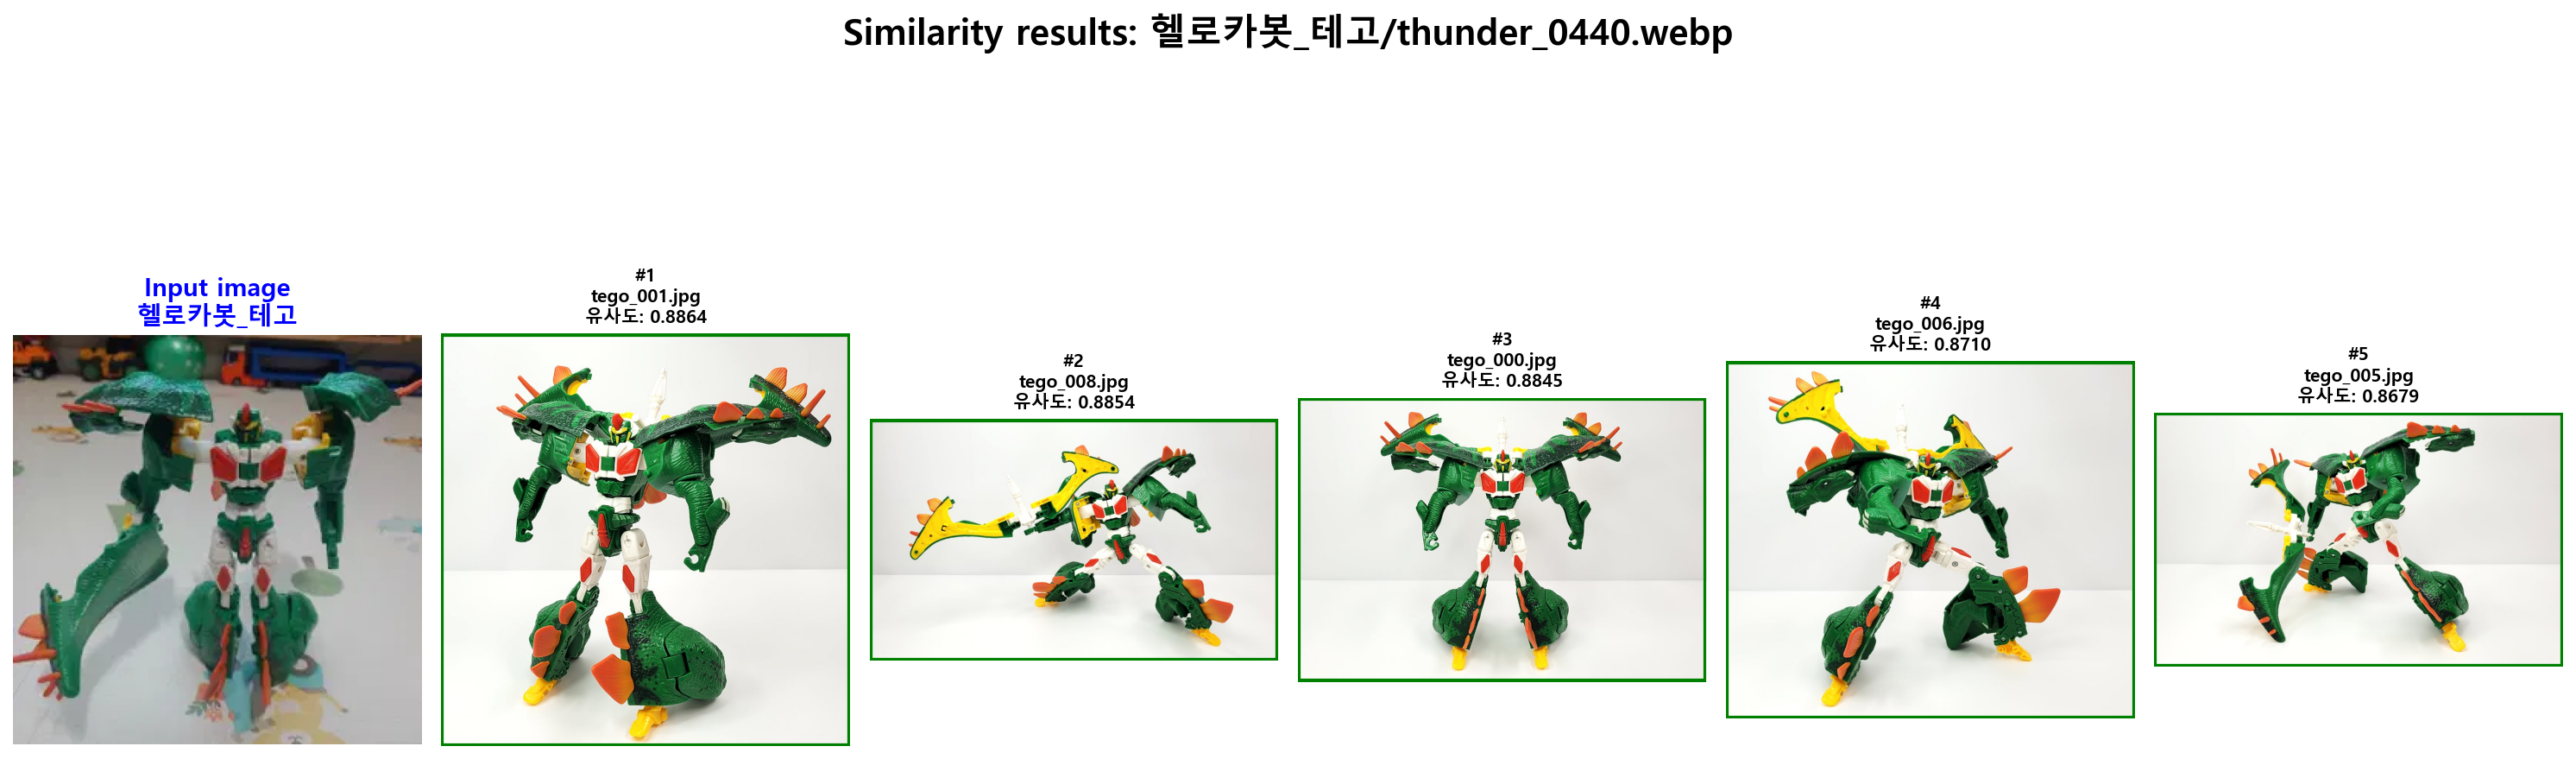 Similarity results: 헬로카봇_테고/thunder_0440.webp
Input image
헬로카봇_테고
#1
tego_001.jpg
유사도: 0.8864
#2
tego_008.jpg
유사도: 0.8854
#3
tego_000.jpg
유사도: 0.8845
#4
tego_006.jpg
유사도: 0.8710
#5
tego_005.jpg
유사도: 0.8679